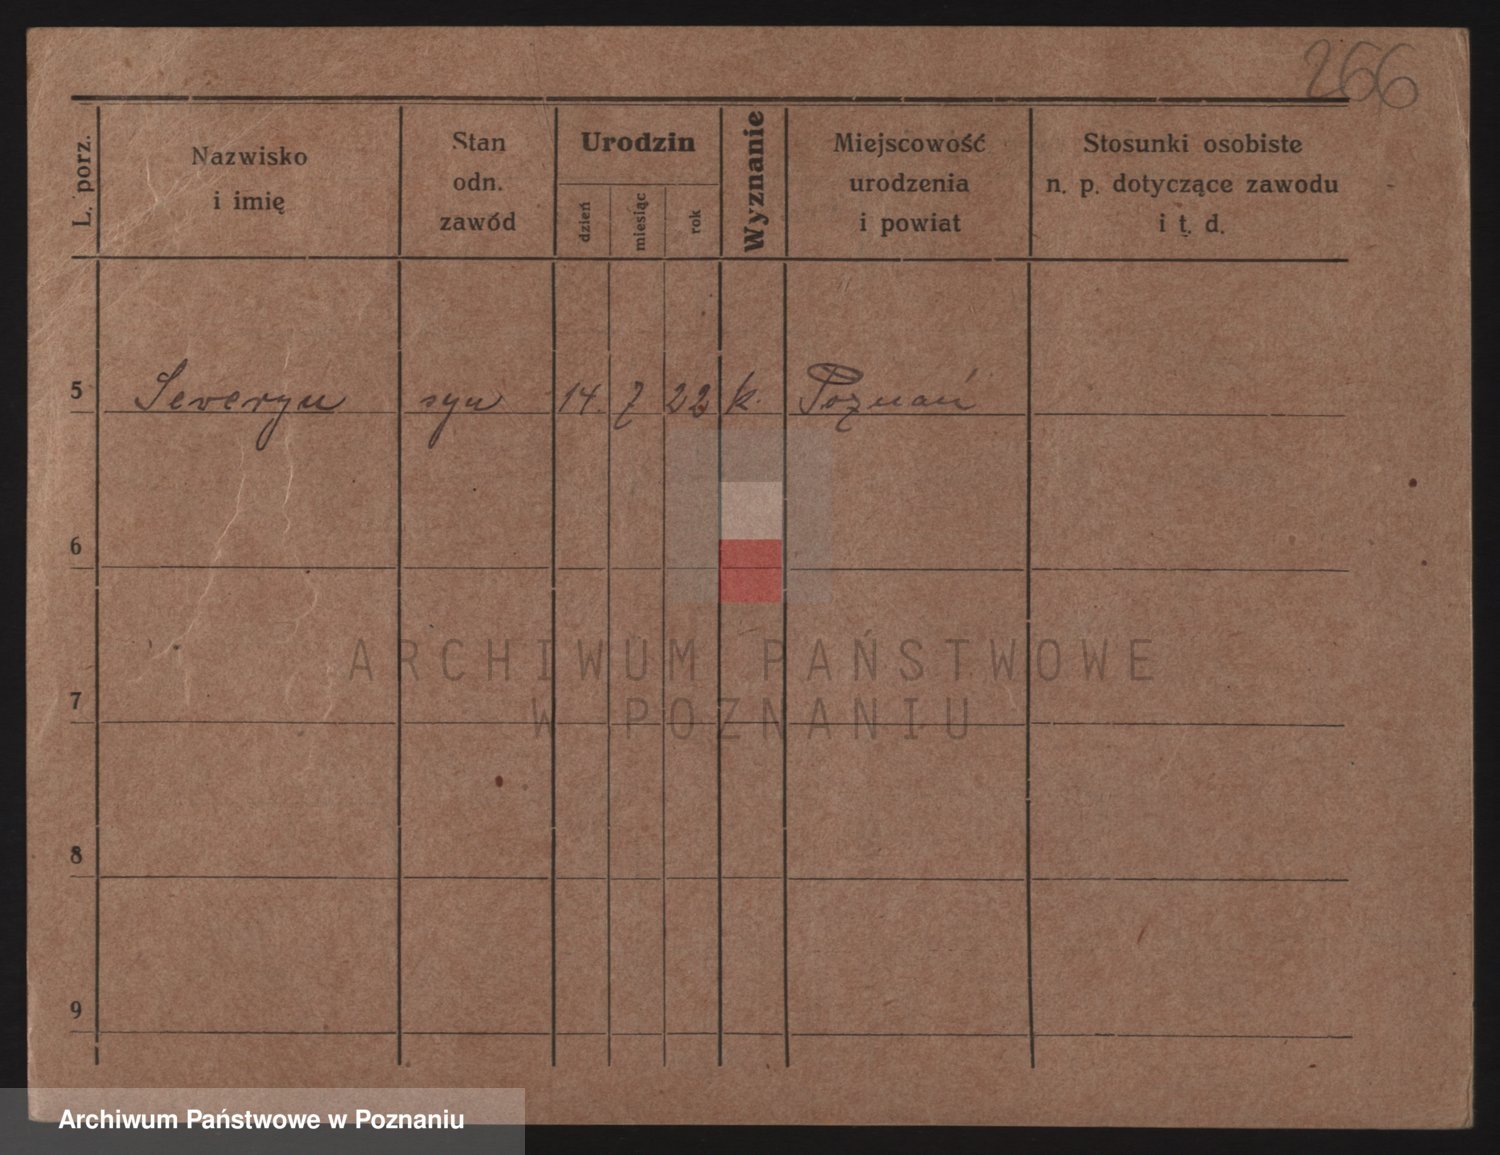 266
L. porz.
Nazwisko
i imię
Stan
odn.
zawód
Urodzin
dzień
miesiąc
rok
Wyznanie
Miejscowość
urodzenia
i powiat
Stosunki osobiste
n. p. dotyczące zawodu
i t. d.
5 Seweryn syn 14. 7 22 k. Poznań
6
7
8
9
ARCHIWUM PAŃSTWOWE
W POZNANIU
Archiwum Państwowe w Poznaniu